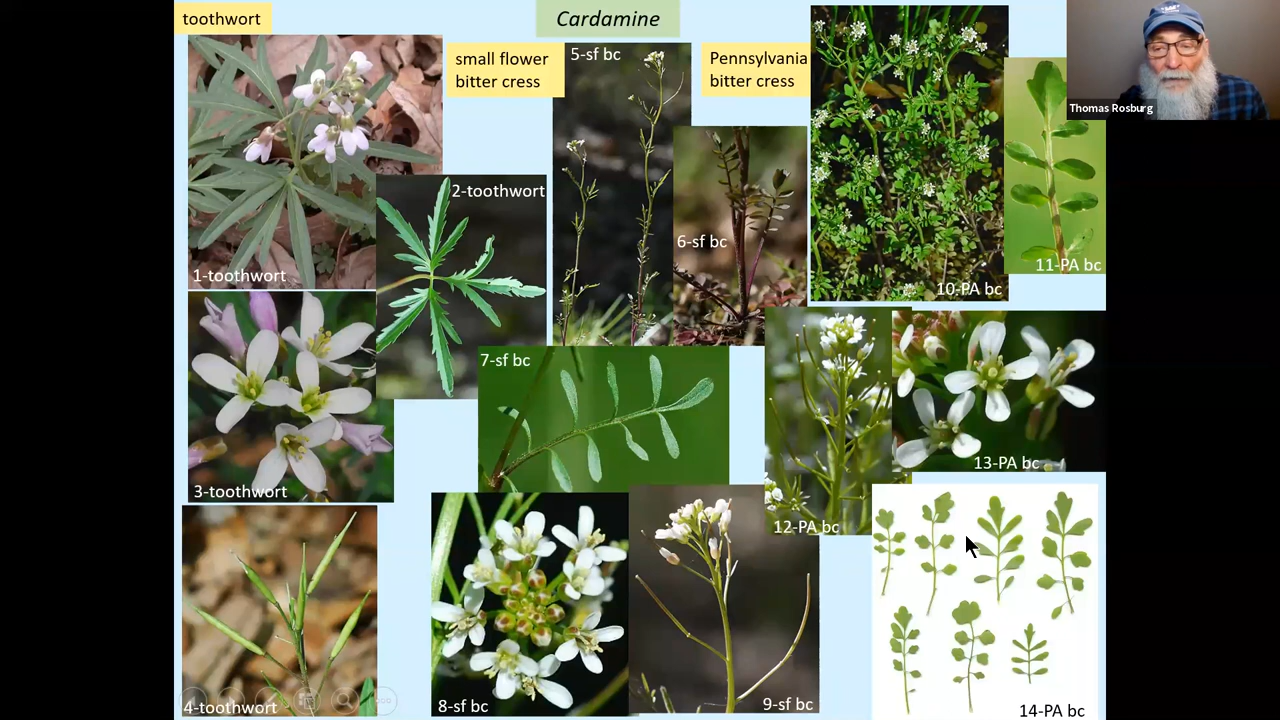 toothwort
Cardamine
small flower
bitter cress
5-sf bc
Pennsylvania
bitter cress
Thomas Rosburg
2-toothwort
6-sf bc
1-toothwort
11-PA bc
10-PA bc
7-sf bc
3-toothwort
13-PA bc
12-PA bc
4-toothwort
8-sf bc
9-sf bc
14-PA bc